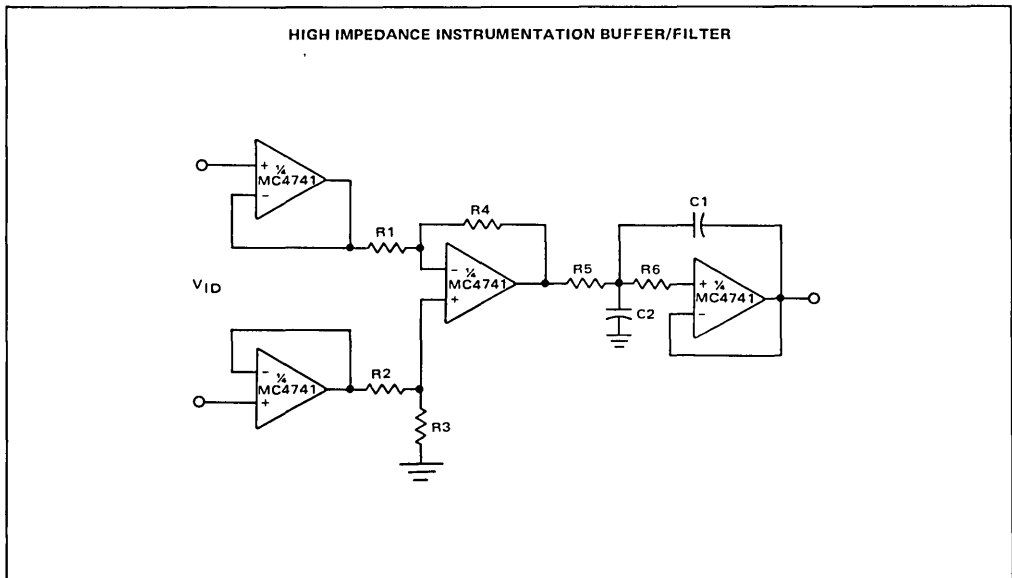 HIGH IMPEDANCE INSTRUMENTATION BUFFER/FILTER
+
¼
MC4741
−
R1
R4
−
¼
MC4741
+
R5
C1
R6
C2
+
¼
MC4741
−
VID
−
¼
MC4741
+
R2
R3